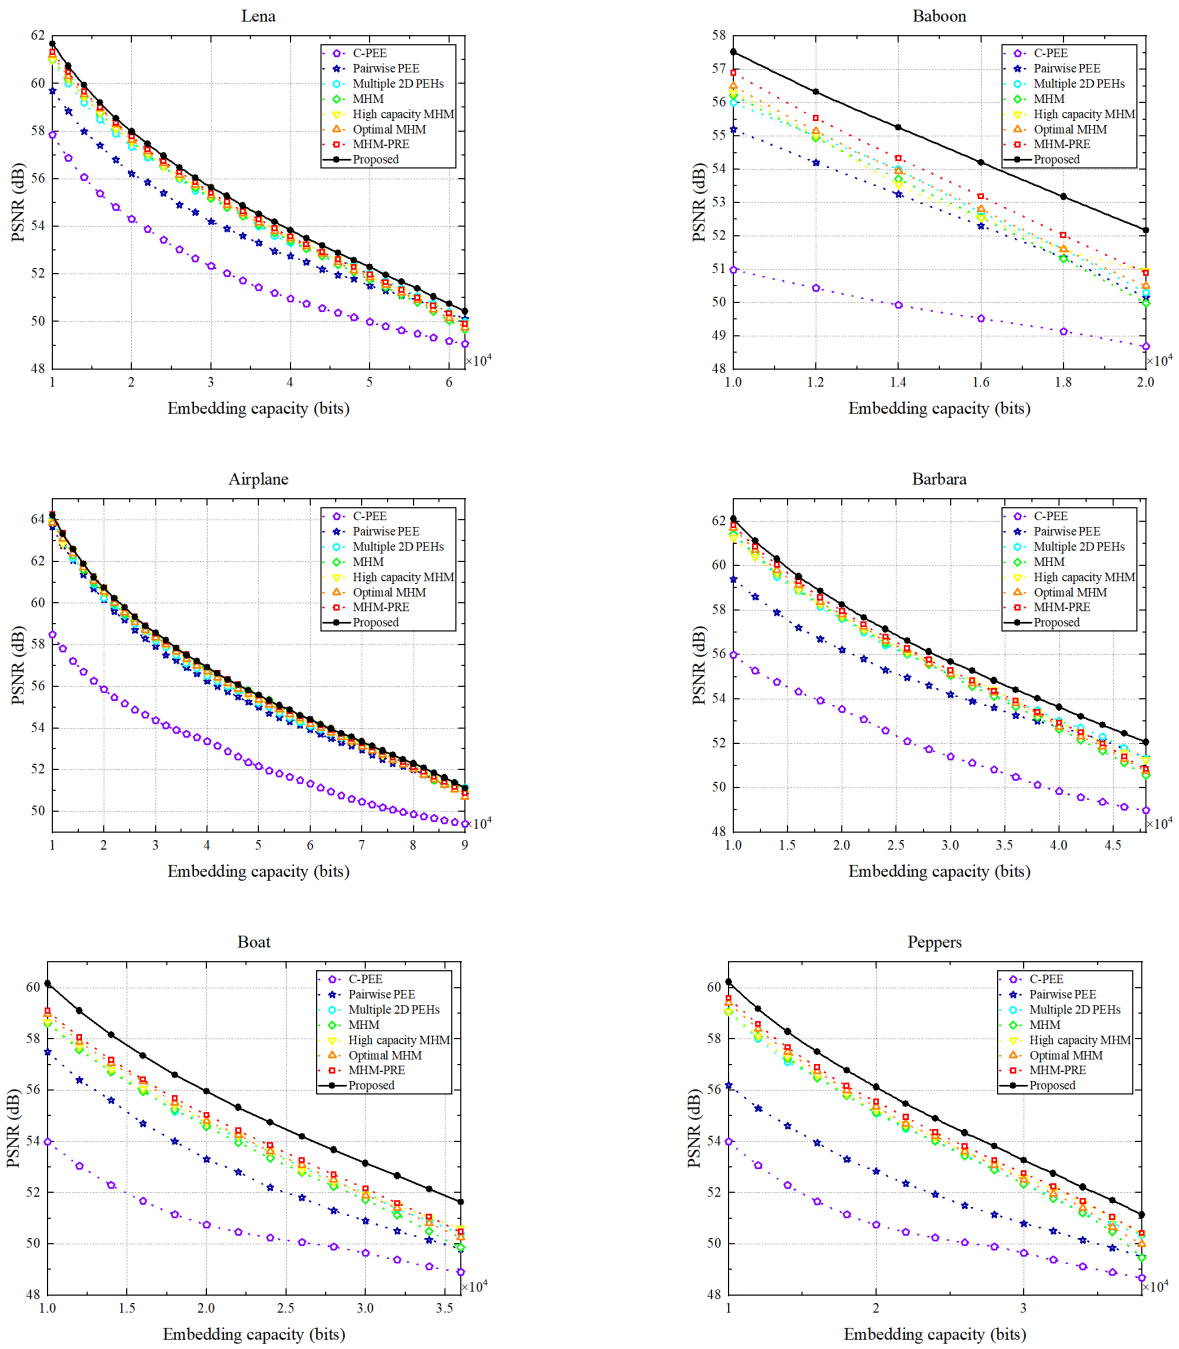 Lena
62
60
58
56
54
52
50
48
PSNR (dB)
C-PEE
Pairwise PEE
Multiple 2D PEHs
MHM
High capacity MHM
Optimal MHM
MHM-PRE
Proposed
1 2 3 4 5 6
×10⁴
Embedding capacity (bits)
Baboon
58
57
56
55
54
53
52
51
50
49
48
PSNR (dB)
C-PEE
Pairwise PEE
Multiple 2D PEHs
MHM
High capacity MHM
Optimal MHM
MHM-PRE
Proposed
×10⁴
1.0 1.2 1.4 1.6 1.8 2.0
Embedding capacity (bits)
Airplane
64
62
60
58
56
54
52
50
PSNR (dB)
C-PEE
Pairwise PEE
Multiple 2D PEHs
MHM
High capacity MHM
Optimal MHM
MHM-PRE
Proposed
×10⁴
1 2 3 4 5 6 7 8 9
Embedding capacity (bits)
Barbara
62
60
58
56
54
52
50
48
PSNR (dB)
C-PEE
Pairwise PEE
Multiple 2D PEHs
MHM
High capacity MHM
Optimal MHM
MHM-PRE
Proposed
×10⁴
1.0 1.5 2.0 2.5 3.0 3.5 4.0 4.5
Embedding capacity (bits)
Boat
60
58
56
54
52
50
48
PSNR (dB)
C-PEE
Pairwise PEE
Multiple 2D PEHs
MHM
High capacity MHM
Optimal MHM
MHM-PRE
Proposed
×10⁴
1.0 1.5 2.0 2.5 3.0 3.5
Embedding capacity (bits)
Peppers
60
58
56
54
52
50
48
PSNR (dB)
C-PEE
Pairwise PEE
Multiple 2D PEHs
MHM
High capacity MHM
Optimal MHM
MHM-PRE
Proposed
×10⁴
1 2 3
Embedding capacity (bits)